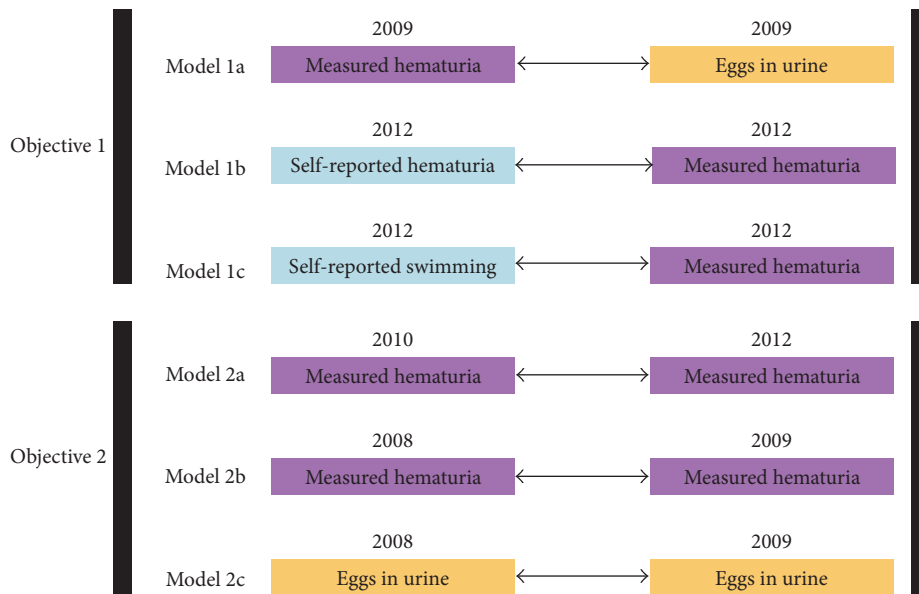 2009 2009
Model 1a Measured hematuria Eggs in urine
2012 2012
Objective 1
Model 1b Self-reported hematuria Measured hematuria
2012 2012
Model 1c Self-reported swimming Measured hematuria
2010 2012
Model 2a Measured hematuria Measured hematuria
2008 2009
Objective 2
Model 2b Measured hematuria Measured hematuria
2008 2009
Model 2c Eggs in urine Eggs in urine